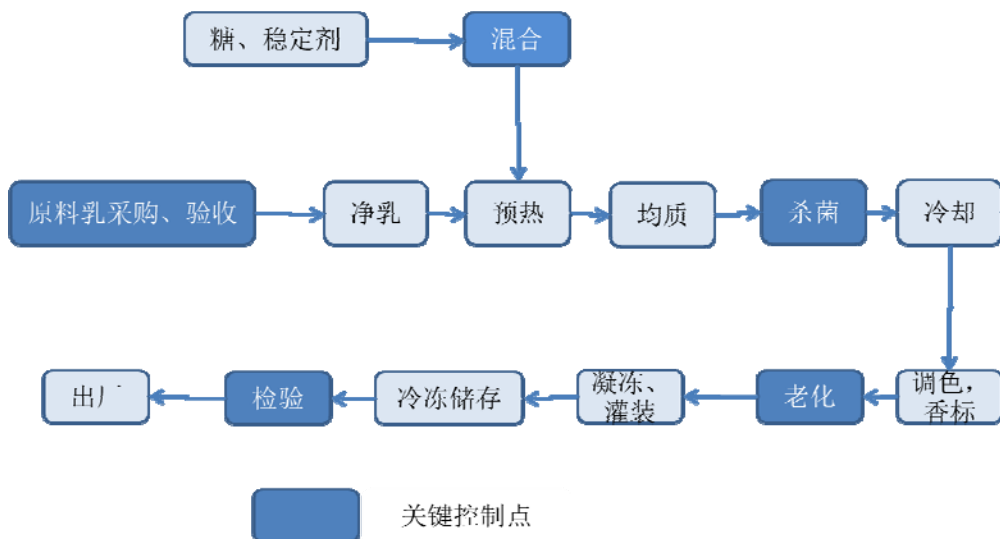 糖、稳定剂
混合
原料乳采购、验收
净乳
预热
均质
杀菌
冷却
出厂
检验
冷冻储存
凝冻、
灌装
老化
调色，
香标
关键控制点